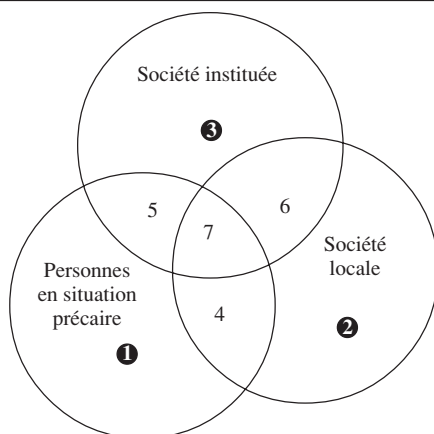 Société instituée
3
5
7
6
Personnes
en situation
précaire
4
Société
locale
1
2